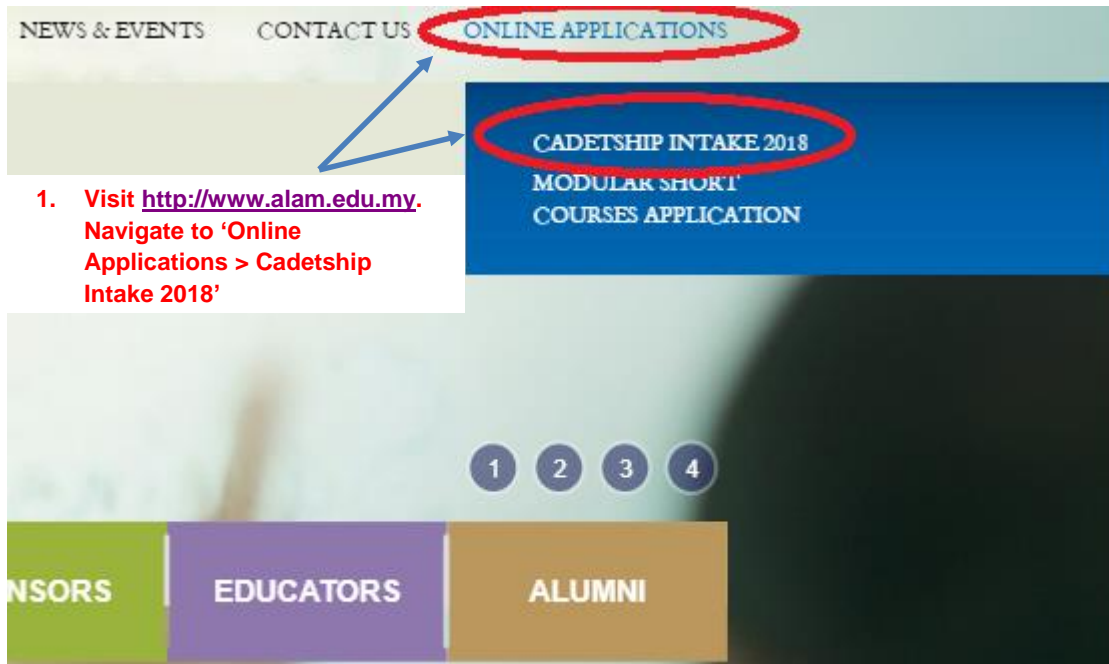 NEWS & EVENTS CONTACT US ONLINE APPLICATIONS
CADETSHIP INTAKE 2018
MODULAR SHORT
COURSES APPLICATION
1. Visit http://www.alam.edu.my.
Navigate to ‘Online
Applications > Cadetship
Intake 2018’
1 2 3 4
NSORS EDUCATORS ALUMNI